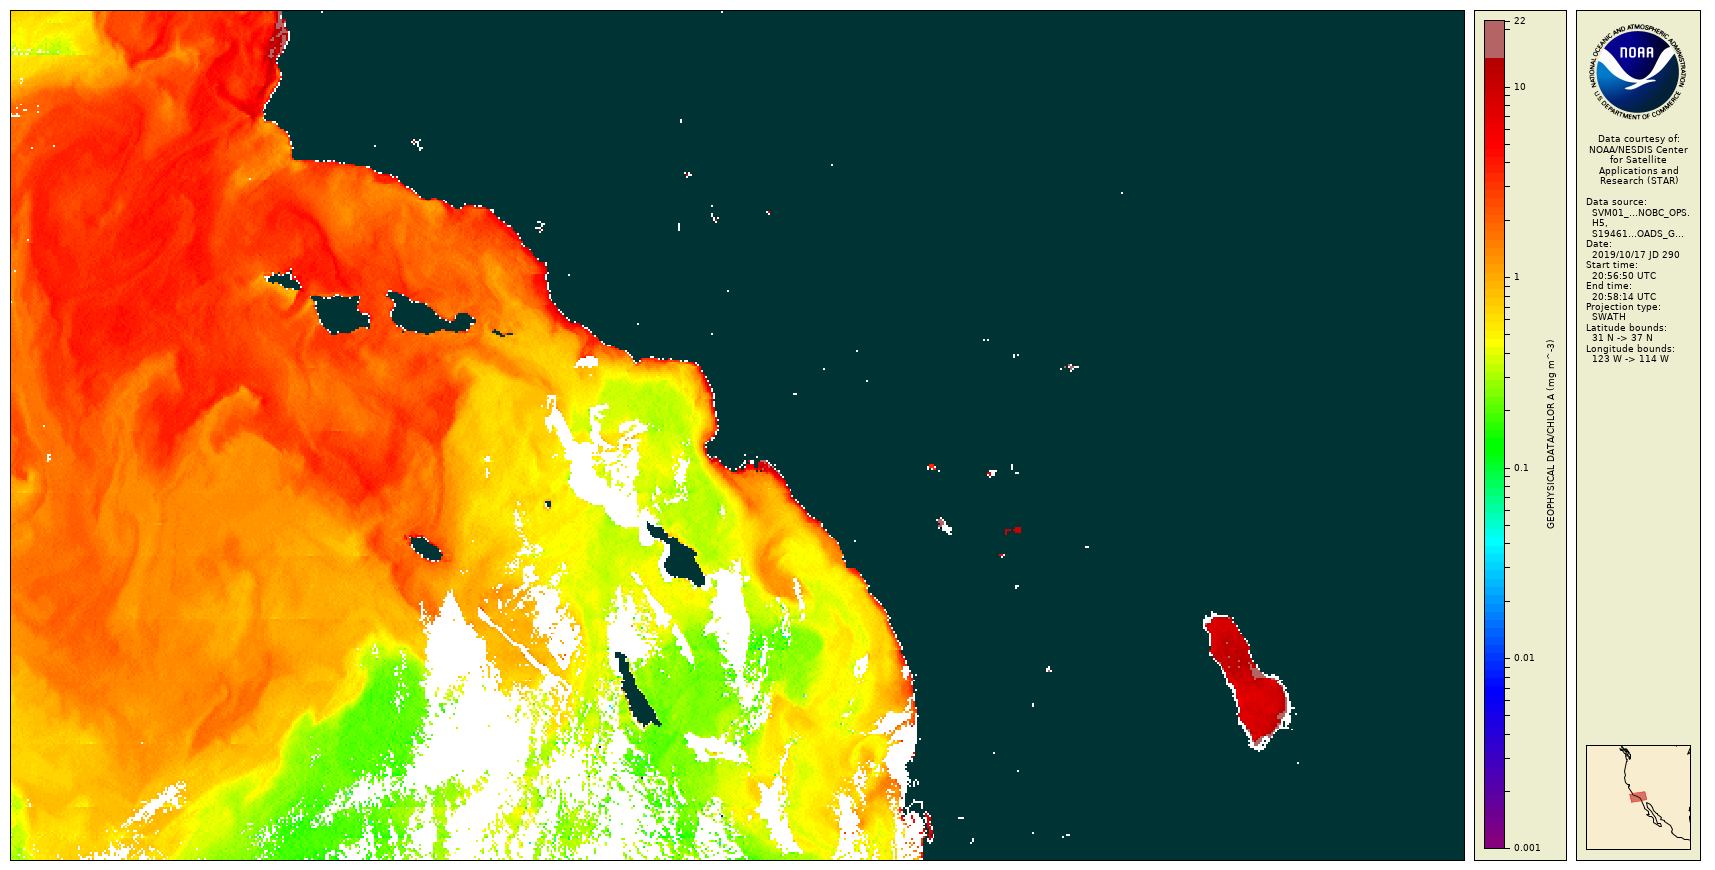 22
10
1
0.1
0.01
0.001
GEOPHYSICAL DATA/CHLOR A (mg m^-3)
NATIONAL OCEANIC AND ATMOSPHERIC ADMINISTRATION
NOAA
U.S. DEPARTMENT OF COMMERCE
Data courtesy of:
NOAA/NESDIS Center
for Satellite
Applications and
Research (STAR)
Data source:
SVM01_...NOBC_OPS.
H5,
S19461...OADS_G...
Date:
2019/10/17 JD 290
Start time:
20:56:50 UTC
End time:
20:58:14 UTC
Projection type:
SWATH
Latitude bounds:
31 N -> 37 N
Longitude bounds:
123 W -> 114 W